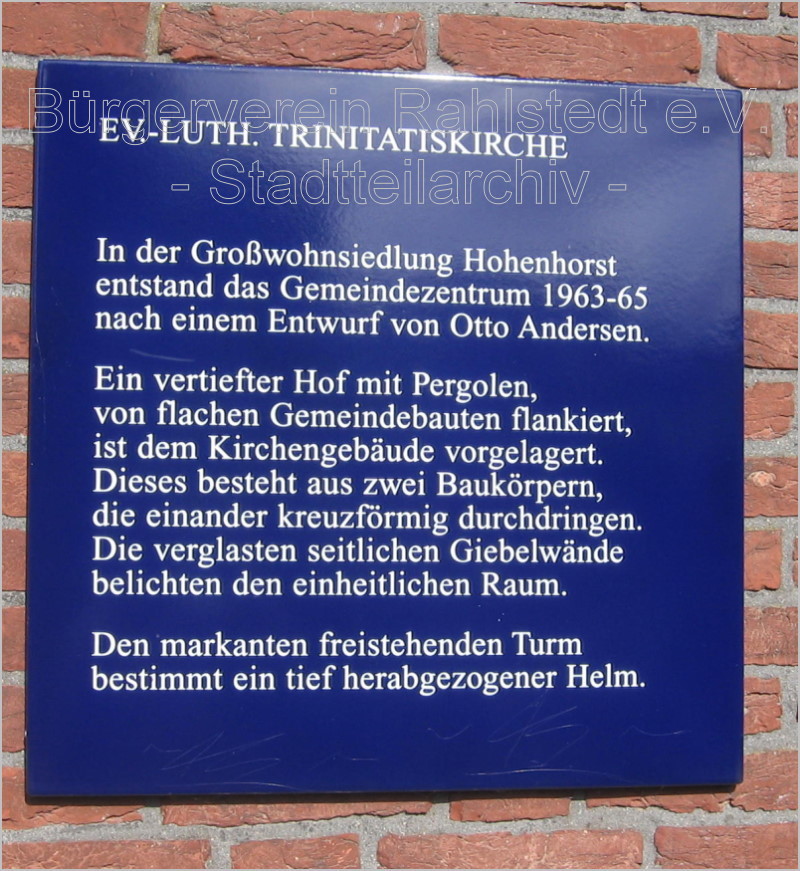 Bürgerverein Rahlstedt e.V.
- Stadtteilarchiv -
EV.-LUTH. TRINITATISKIRCHE
In der Großwohnsiedlung Hohenhorst
entstand das Gemeindezentrum 1963-65
nach einem Entwurf von Otto Andersen.
Ein vertiefter Hof mit Pergolen,
von flachen Gemeindebauten flankiert,
ist dem Kirchengebäude vorgelagert.
Dieses besteht aus zwei Baukörpern,
die einander kreuzförmig durchdringen.
Die verglasten seitlichen Giebelwände
belichten den einheitlichen Raum.
Den markanten freistehenden Turm
bestimmt ein tief herabgezogener Helm.